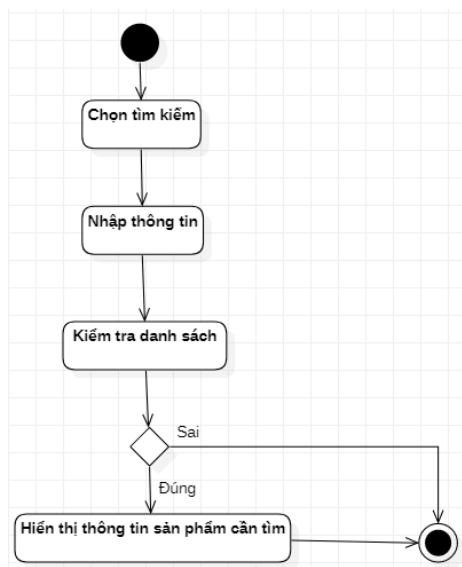 Chọn tìm kiếm
Nhập thông tin
Kiểm tra danh sách
Sai
Đúng
Hiển thị thông tin sản phẩm cần tìm